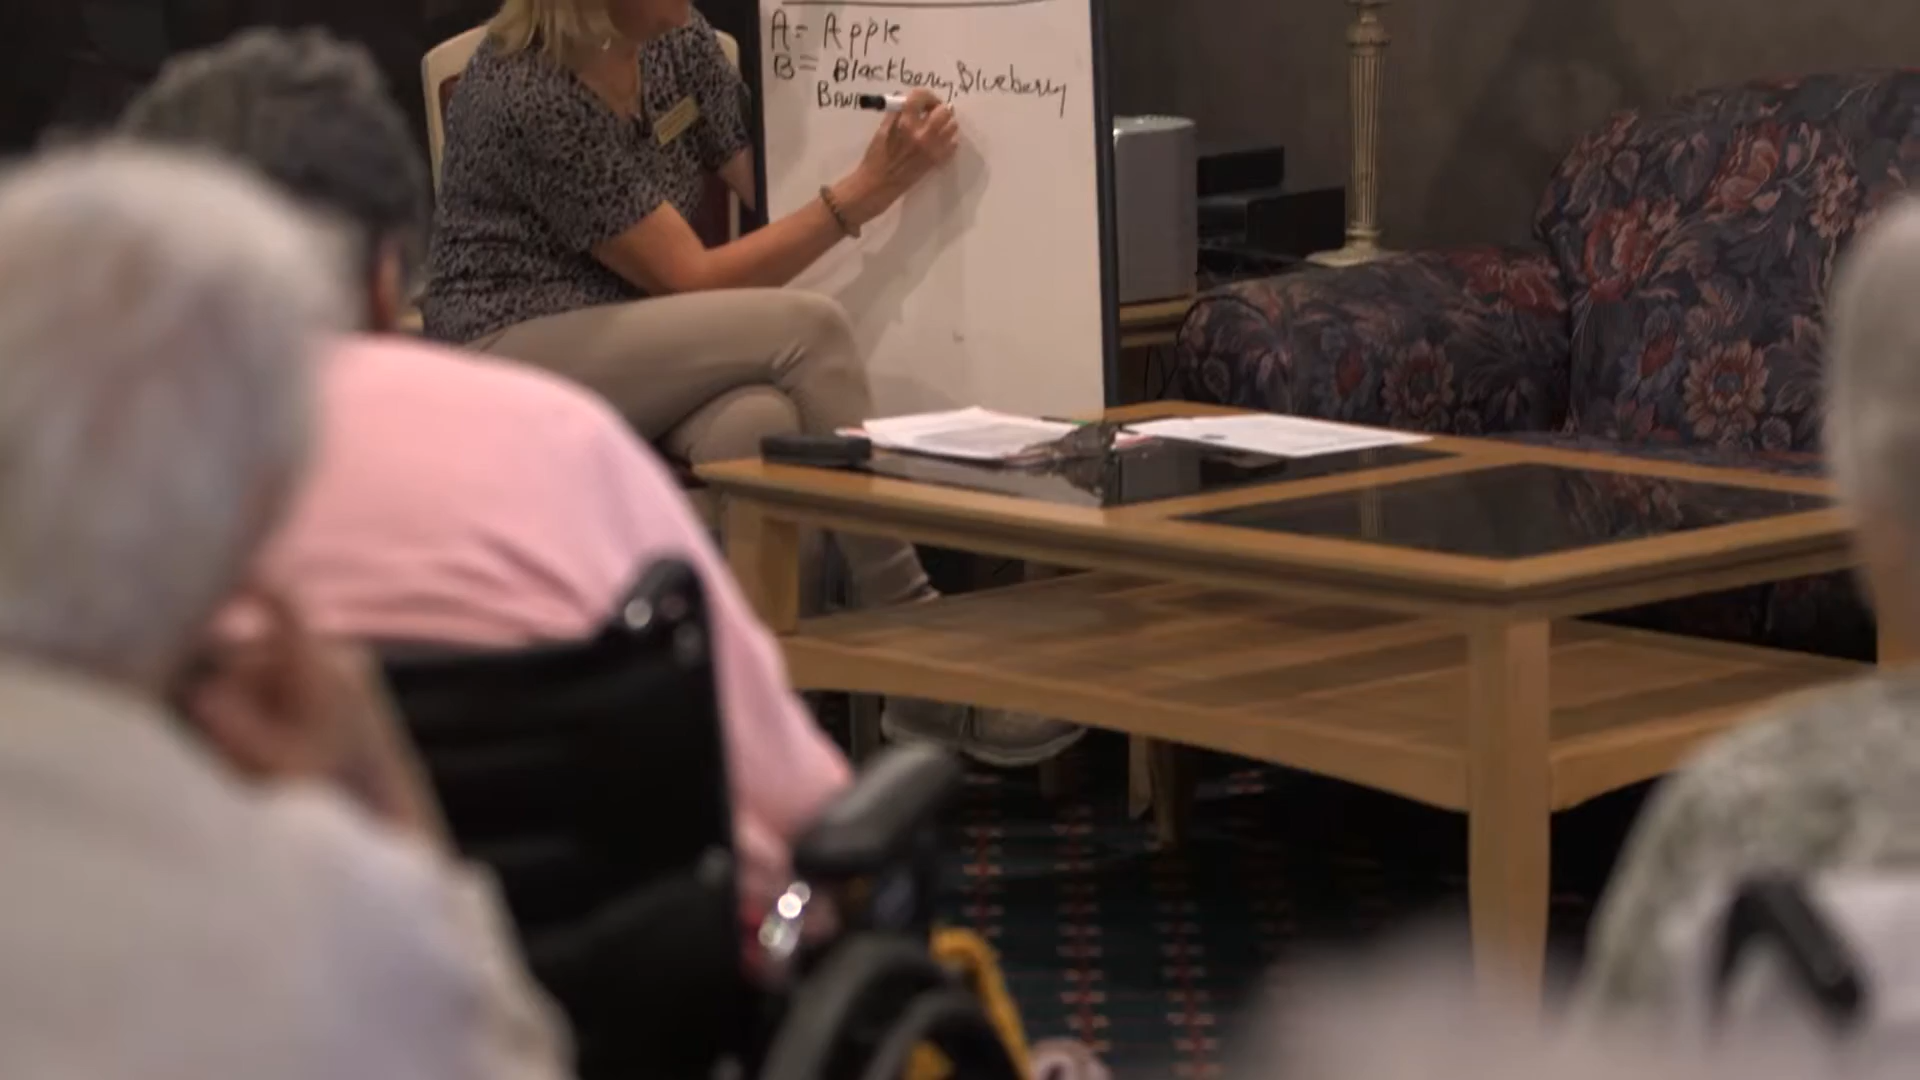 A = Apple
B = Blackberry, Blueberry